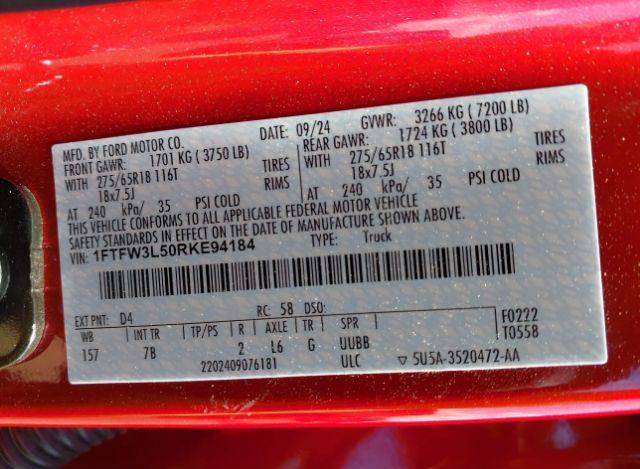 MFD. BY FORD MOTOR CO.
DATE: 09/24 GVWR: 3266 KG (7200 LB)
FRONT GAWR: 1701 KG (3750 LB)
REAR GAWR: 1724 KG (3800 LB)
WITH 275/65R18 116T TIRES
18x7.5J RIMS
AT 240 kPa/ 35 PSI COLD
WITH 275/65R18 116T TIRES
18x7.5J RIMS
AT 240 kPa/ 35 PSI COLD
THIS VEHICLE CONFORMS TO ALL APPLICABLE FEDERAL MOTOR VEHICLE
SAFETY STANDARDS IN EFFECT ON THE DATE OF MANUFACTURE SHOWN ABOVE.
VIN: 1FTFW3L50RKE94184 TYPE: Truck
EXT PNT: D4 RC: 58 DSO:
WB INT TR TP/PS R AXLE TR SPR F0222
157 7B 2 L6 G UUBB T0558
2202409076181 ULC ▽ 5U5A-3520472-AA